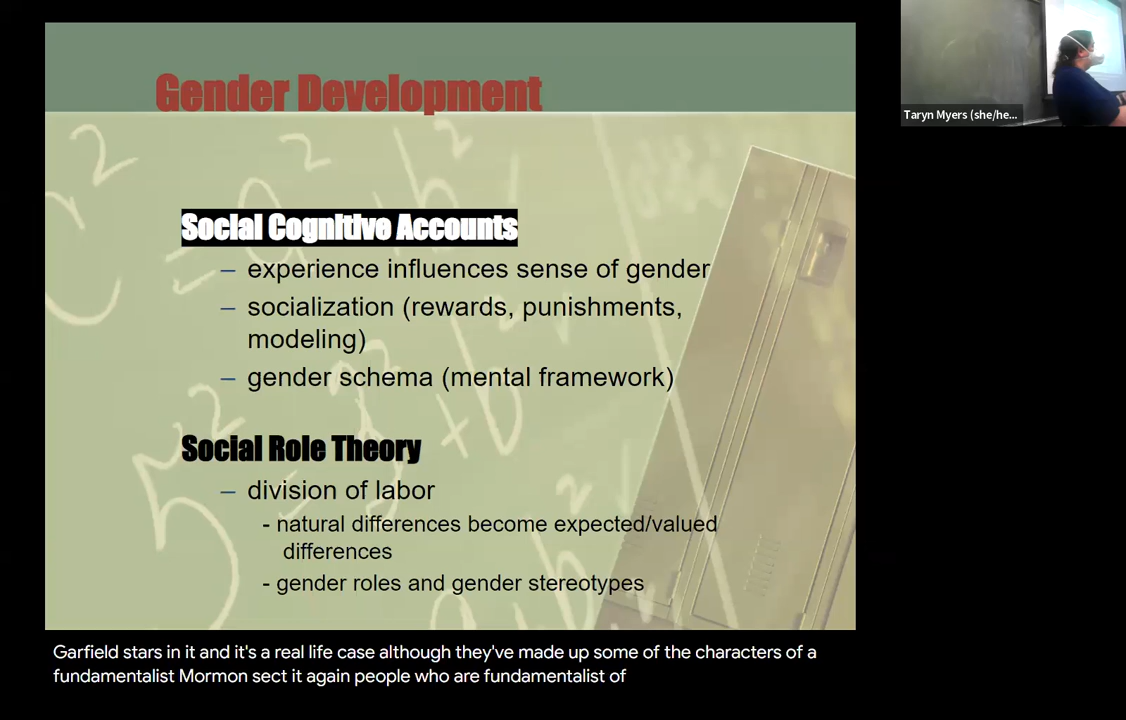 Gender Development
Taryn Myers (she/he...
Social Cognitive Accounts
– experience influences sense of gender
– socialization (rewards, punishments,
modeling)
– gender schema (mental framework)
Social Role Theory
– division of labor
- natural differences become expected/valued
differences
- gender roles and gender stereotypes
Garfield stars in it and it's a real life case although they've made up some of the characters of a
fundamentalist Mormon sect it again people who are fundamentalist of